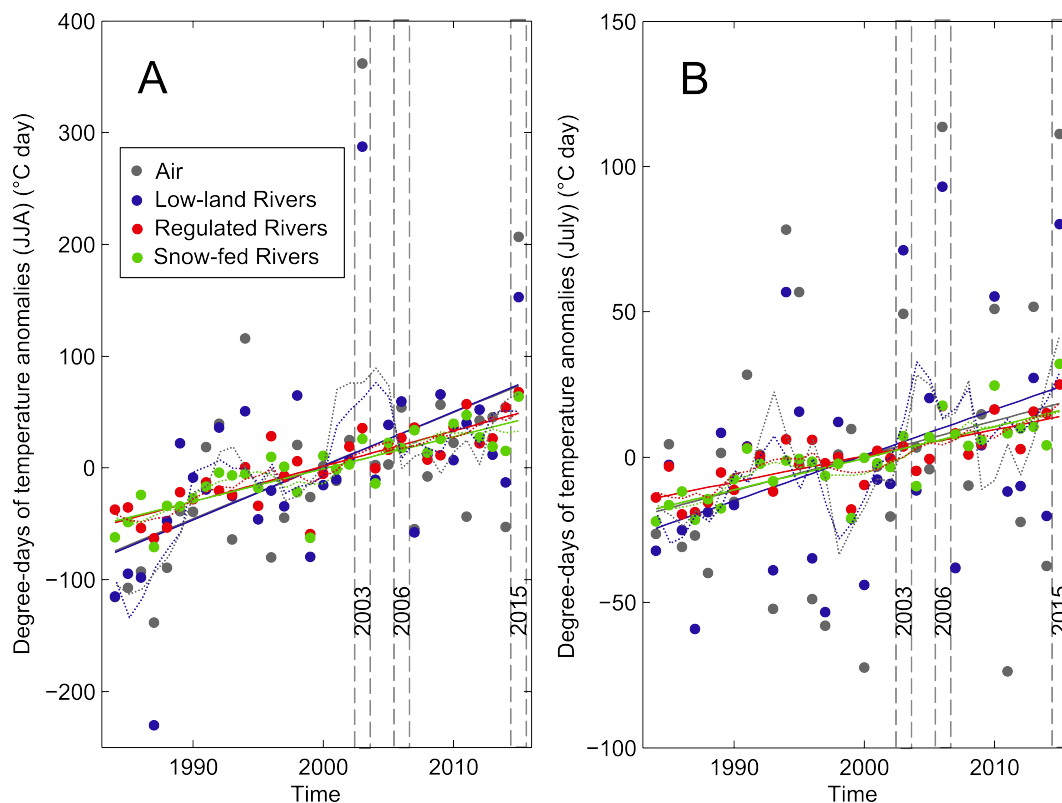 A
Degree-days of temperature anomalies (JJA) (°C day)
400
300
200
100
0
−100
−200
Air
Low-land Rivers
Regulated Rivers
Snow-fed Rivers
2003
2006
2015
1990
2000
2010
Time
B
Degree-days of temperature anomalies (July) (°C day)
150
100
50
0
−50
−100
2003
2006
2015
1990
2000
2010
Time